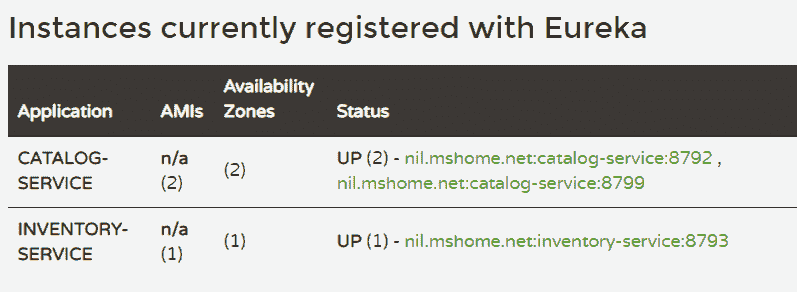 Instances currently registered with Eureka
Availability
Application AMIs Zones Status
CATALOG- n/a UP (2) - nil.mshome.net:catalog-service:8792 ,
SERVICE (2) (2) nil.mshome.net:catalog-service:8799
INVENTORY- n/a (1) UP (1) - nil.mshome.net:inventory-service:8793
SERVICE (1)